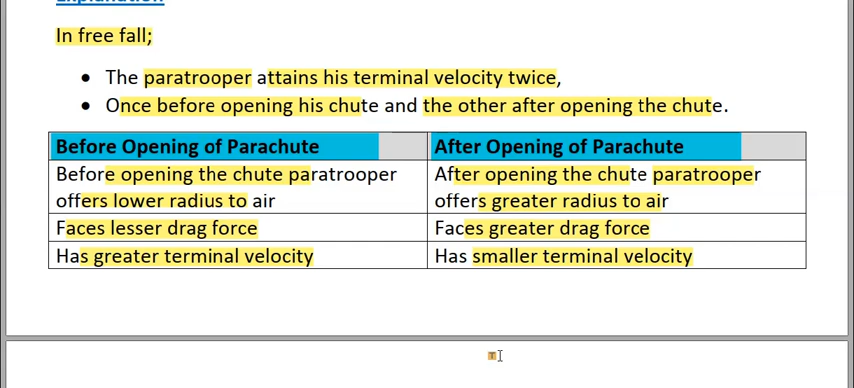 Explanation
In free fall;
• The paratrooper attains his terminal velocity twice,
• Once before opening his chute and the other after opening the chute.
Before Opening of Parachute
After Opening of Parachute
Before opening the chute paratrooper
offers lower radius to air
After opening the chute paratrooper
offers greater radius to air
Faces lesser drag force
Faces greater drag force
Has greater terminal velocity
Has smaller terminal velocity